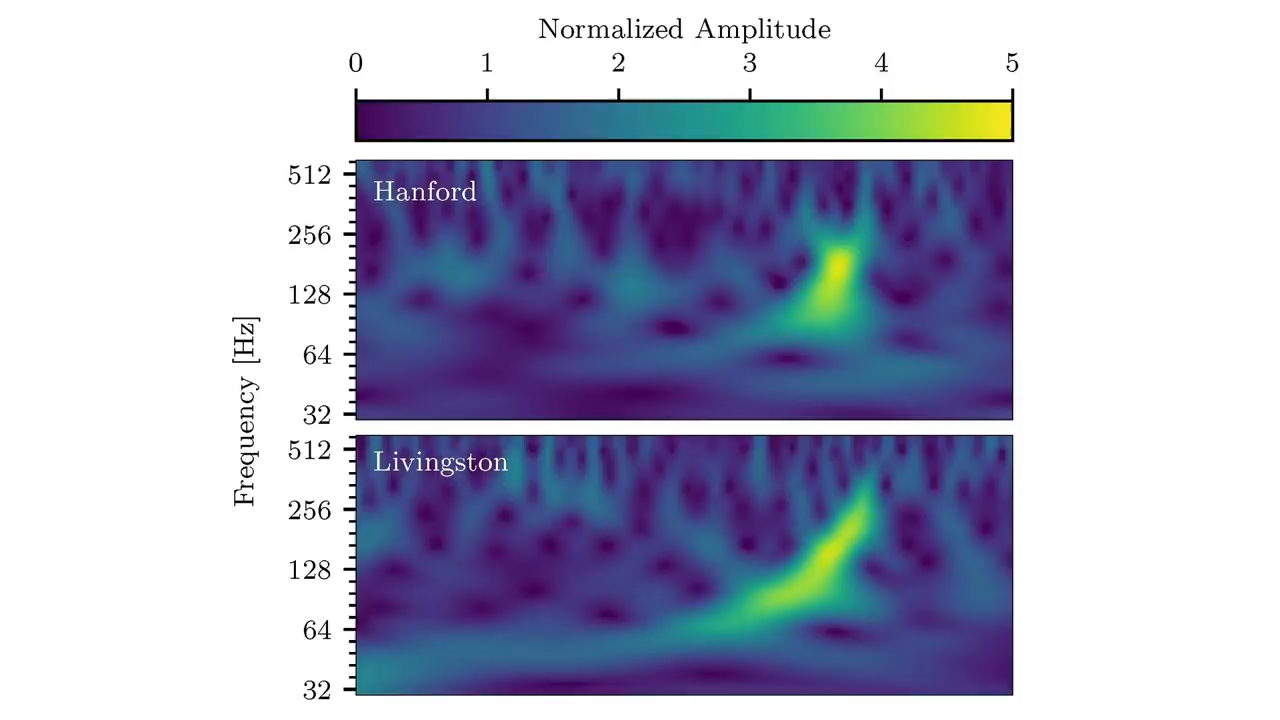 Normalized Amplitude
0 1 2 3 4 5
Hanford
512
256
128
64
32
Frequency [Hz]
Livingston
512
256
128
64
32